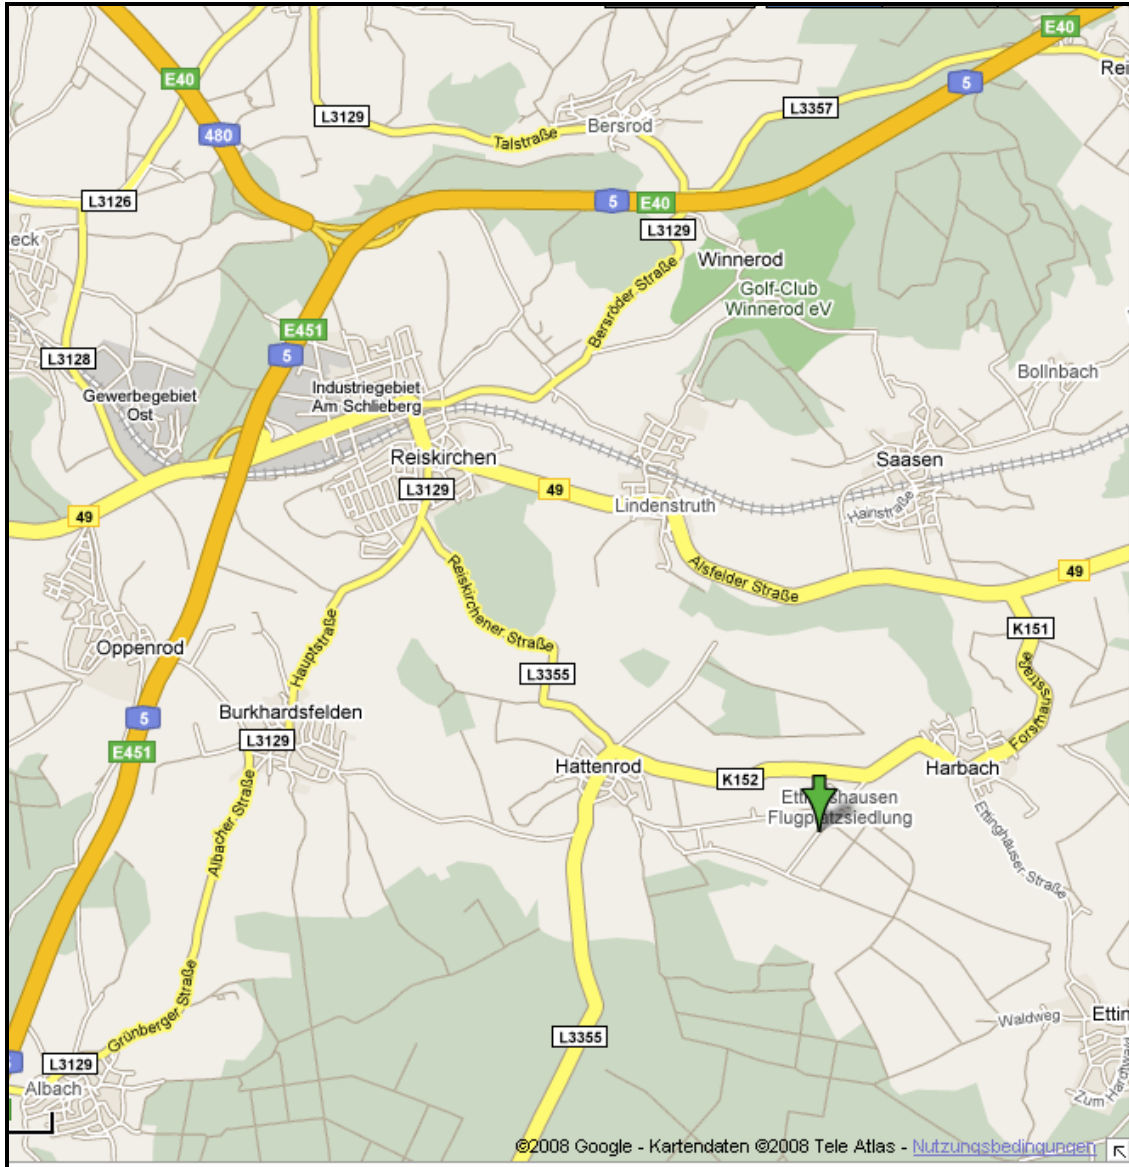 E40
E40
Rei
5
480
L3129
L3357
Talstraße
Bersrod
L3126
5
E40
L3129
eck
Winnerod
Bersröder Straße
Golf-Club
Winnerod eV
E451
5
L3128
Gewerbegebiet
Ost
Industriegebiet
Am Schlieberg
Bollnbach
Reiskirchen
Saasen
L3129
49
Lindenstruth
Hainstraße
49
Reiskirchener Straße
Alsfelder Straße
49
K151
Hauptstraße
Oppenrod
L3355
Forsthausstraße
5
Burkhardsfelden
L3129
E451
Hattenrod
K152
Harbach
Albacher Straße
Flugplatzsiedlung
Ettinghäuser Straße
Grünberger Straße
Waldweg
Ettin
L3355
L3129
Albach
Zum Hardtwald
©2008 Google - Kartendaten ©2008 Tele Atlas - Nutzungsbedingungen